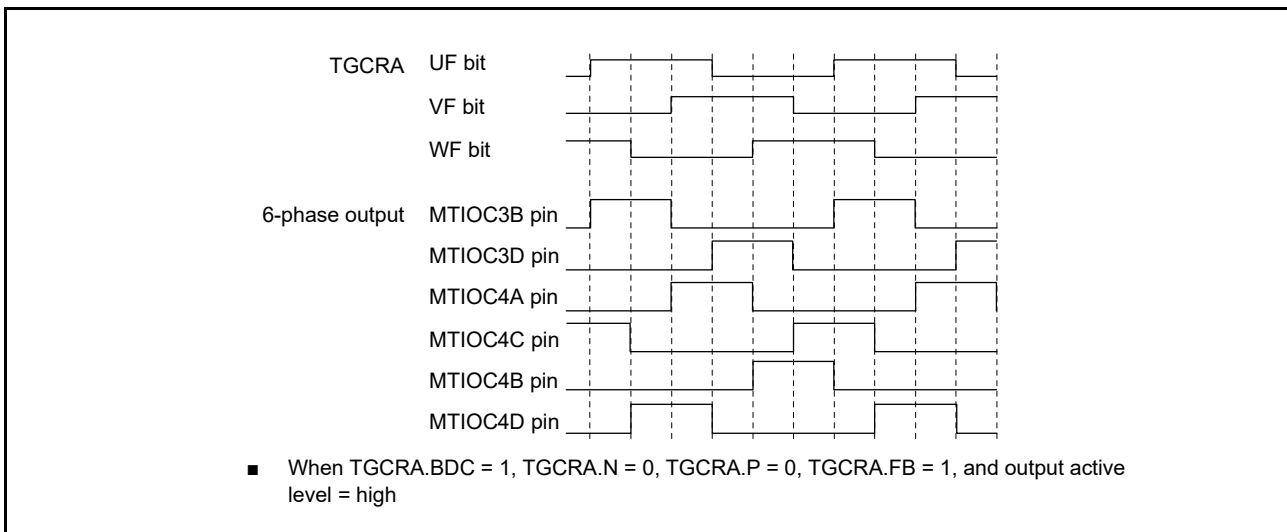 TGCRA UF bit
VF bit
WF bit
6-phase output MTIOC3B pin
MTIOC3D pin
MTIOC4A pin
MTIOC4C pin
MTIOC4B pin
MTIOC4D pin
■ When TGCRA.BDC = 1, TGCRA.N = 0, TGCRA.P = 0, TGCRA.FB = 1, and output active
level = high